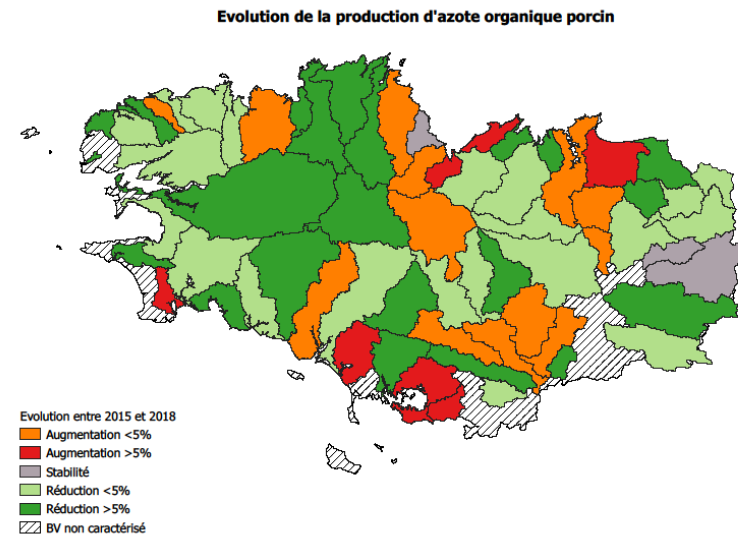 Evolution de la production d'azote organique porcin
Evolution entre 2015 et 2018
Augmentation <5%
Augmentation >5%
Stabilité
Réduction <5%
Réduction >5%
BV non caractérisé